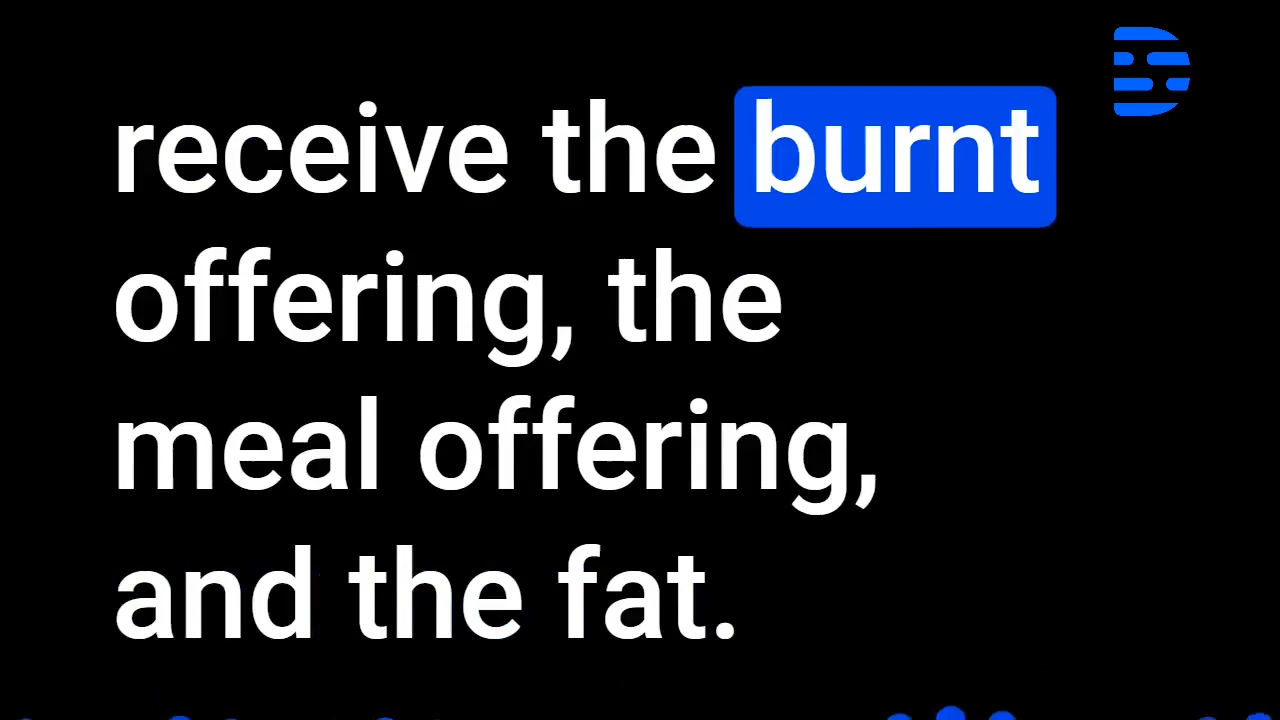 receive the burnt
offering, the
meal offering,
and the fat.